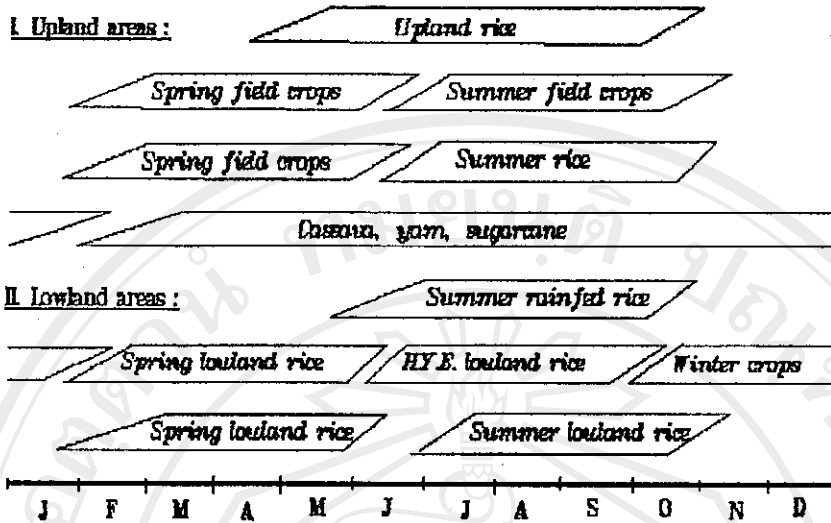 I. Upland areas :
Upland rice
Spring field crops Summer field crops
Spring field crops Summer rice
Cassava, yam, sugarcane
II. Lowland areas :
Summer rainfed rice
Spring lowland rice H.Y.E. lowland rice Winter crops
Spring lowland rice Summer lowland rice
J F M A M J J A S O N D